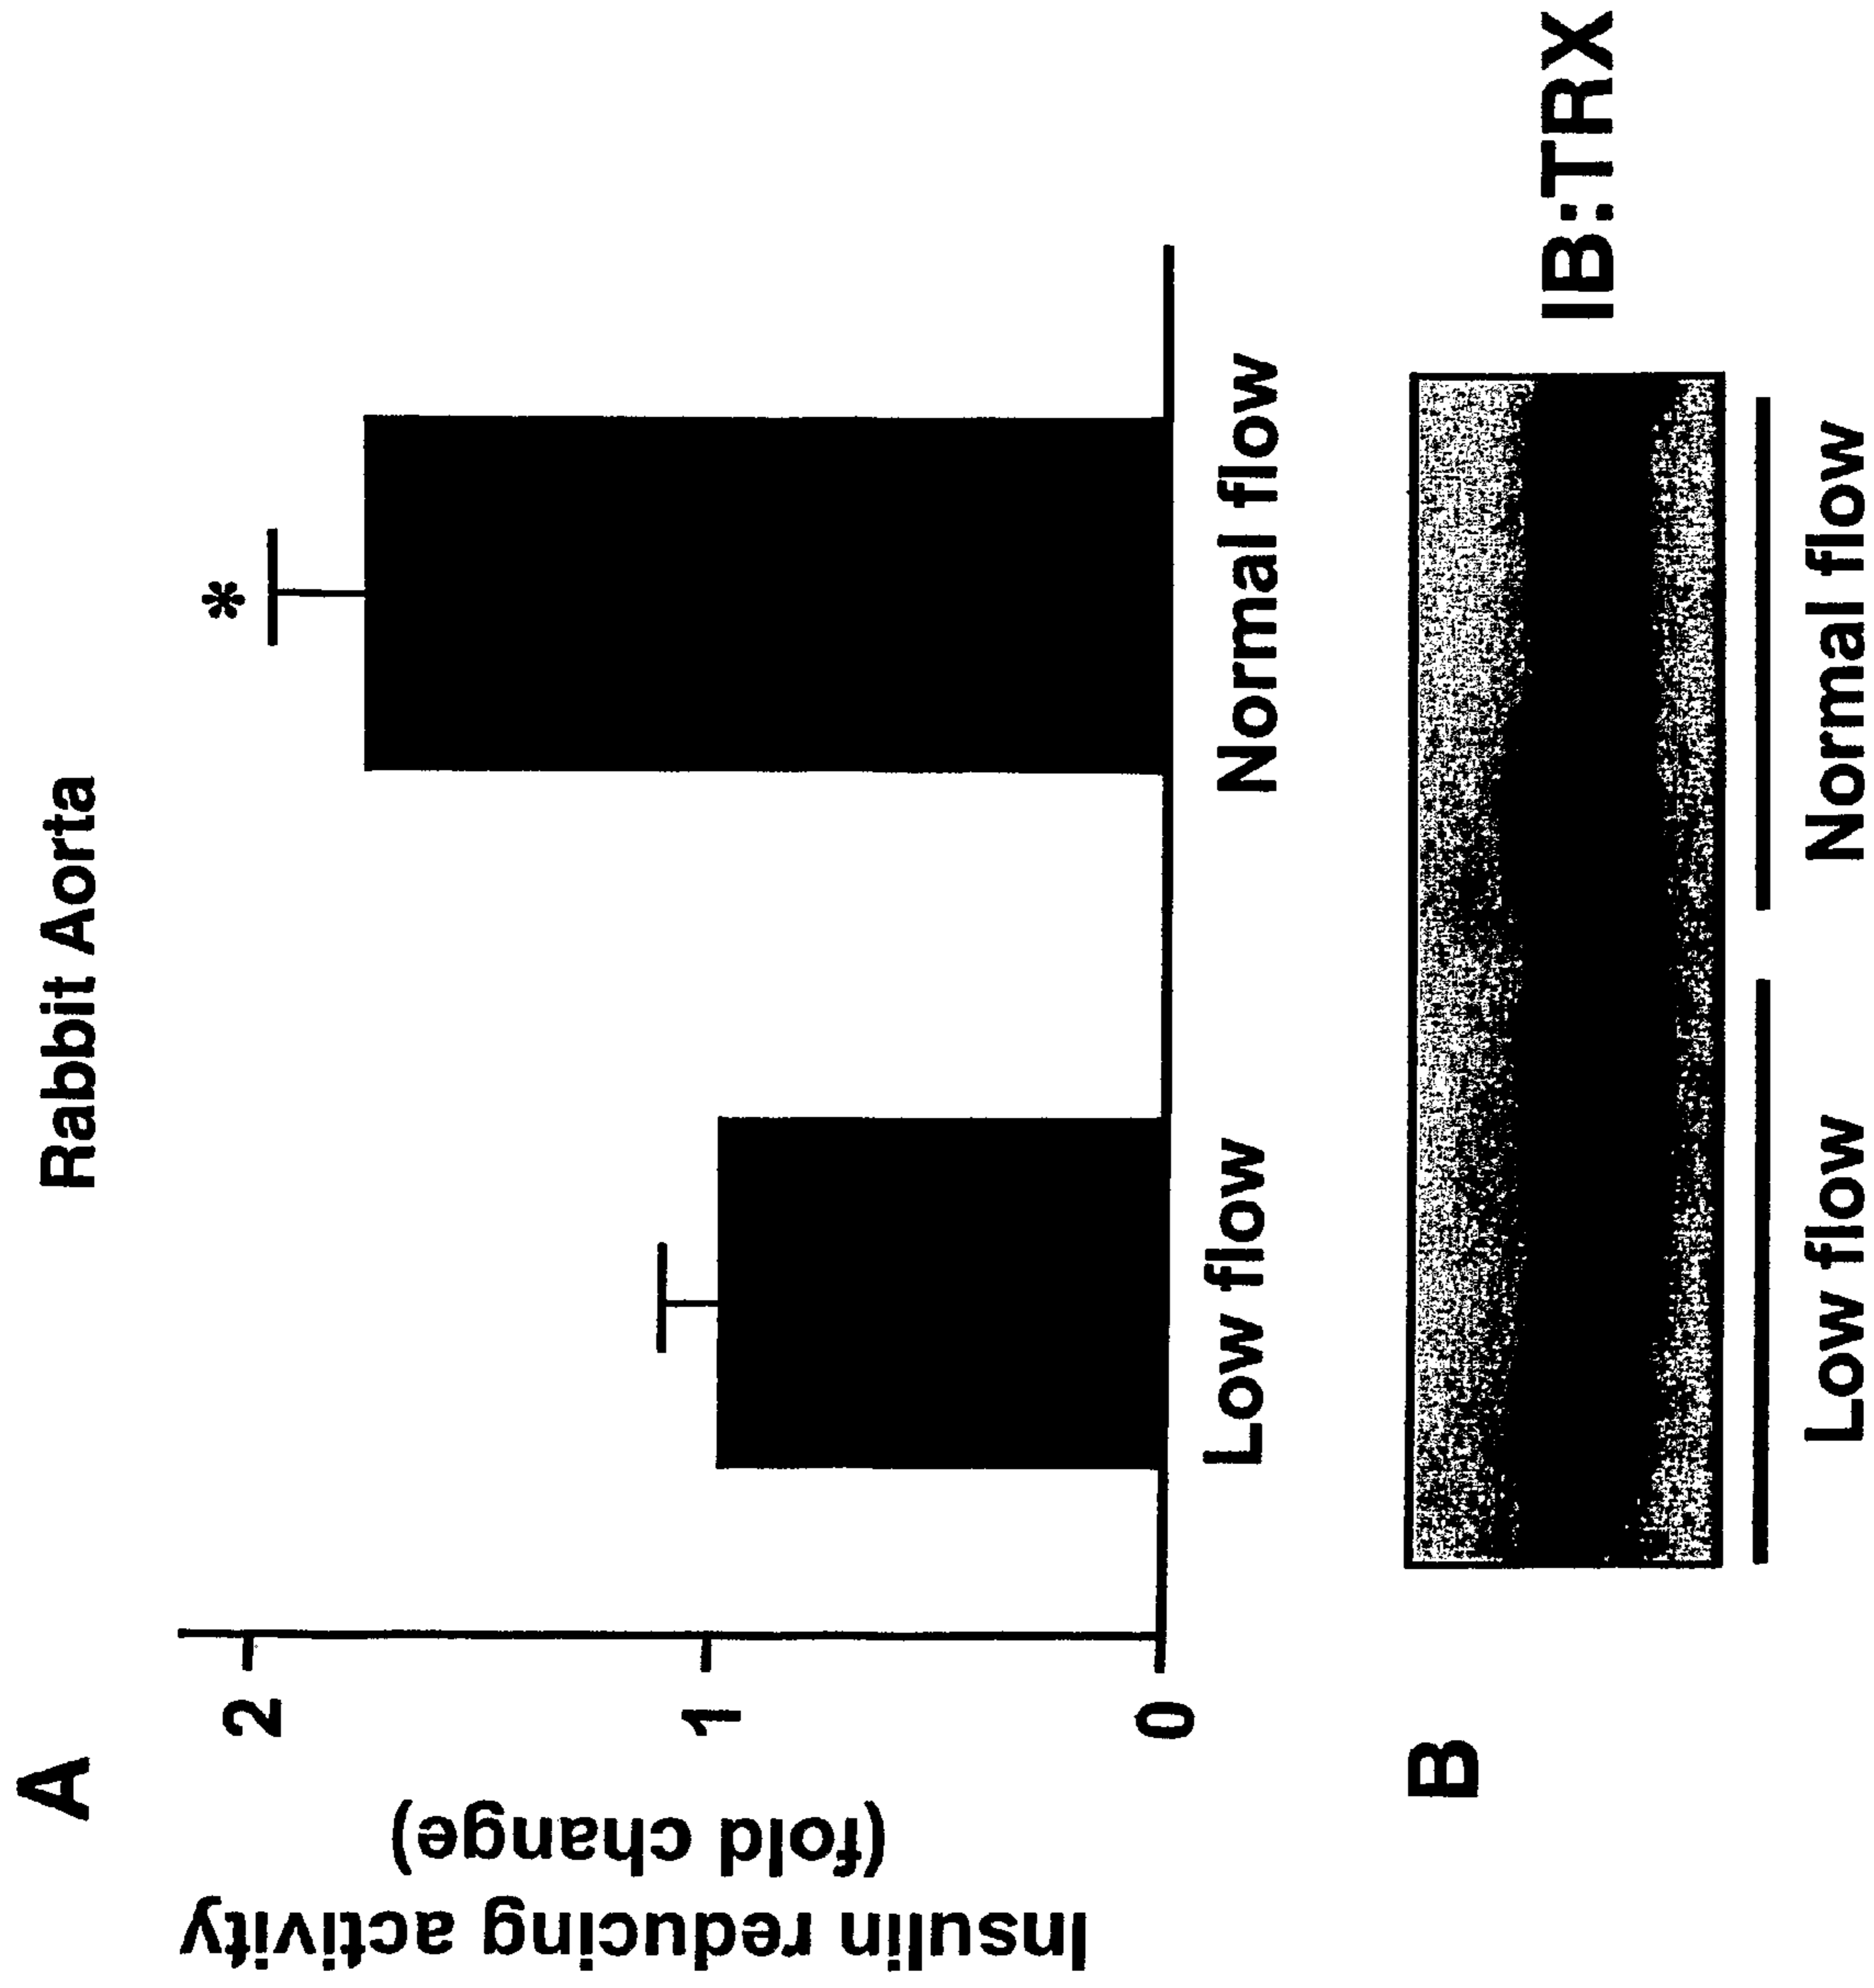 Rabbit Aorta
A
Insulin reducing activity
(fold change)
2
*
1
0
Low flow
Normal flow
B
IB:TRX
Low flow
Normal flow